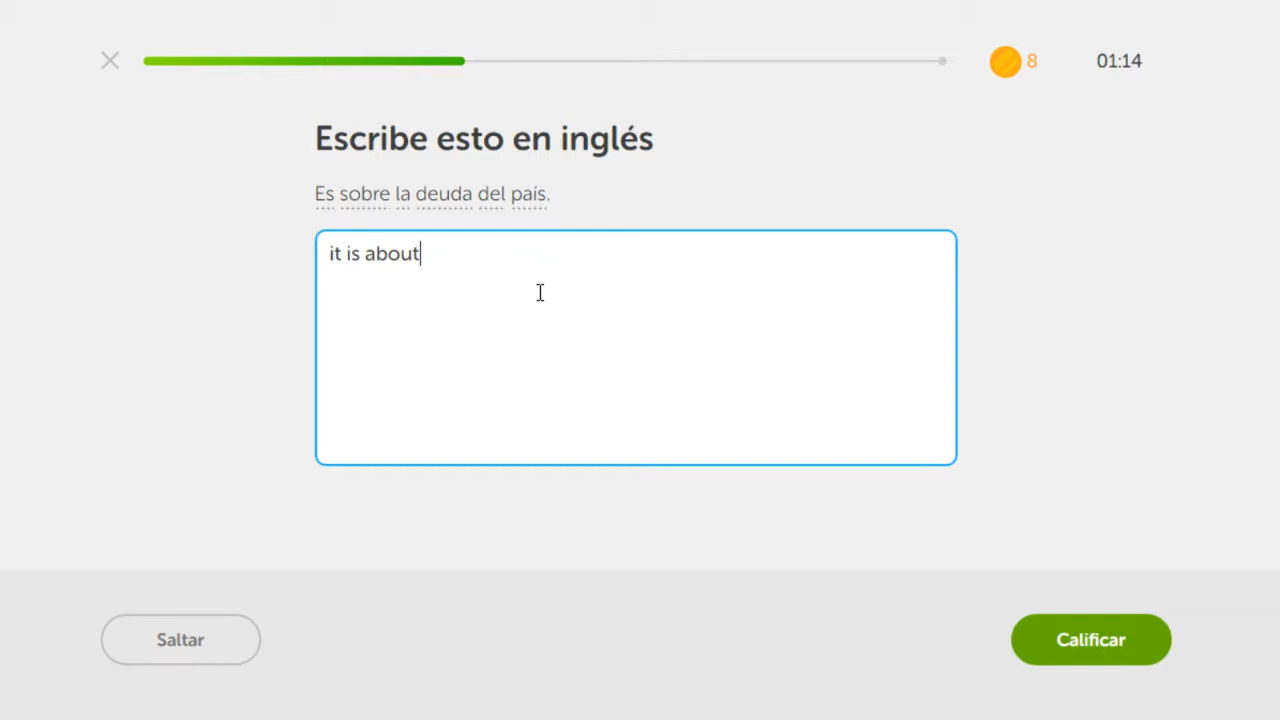 8
01:14
Escribe esto en inglés
Es sobre la deuda del país.
it is about
Saltar
Calificar